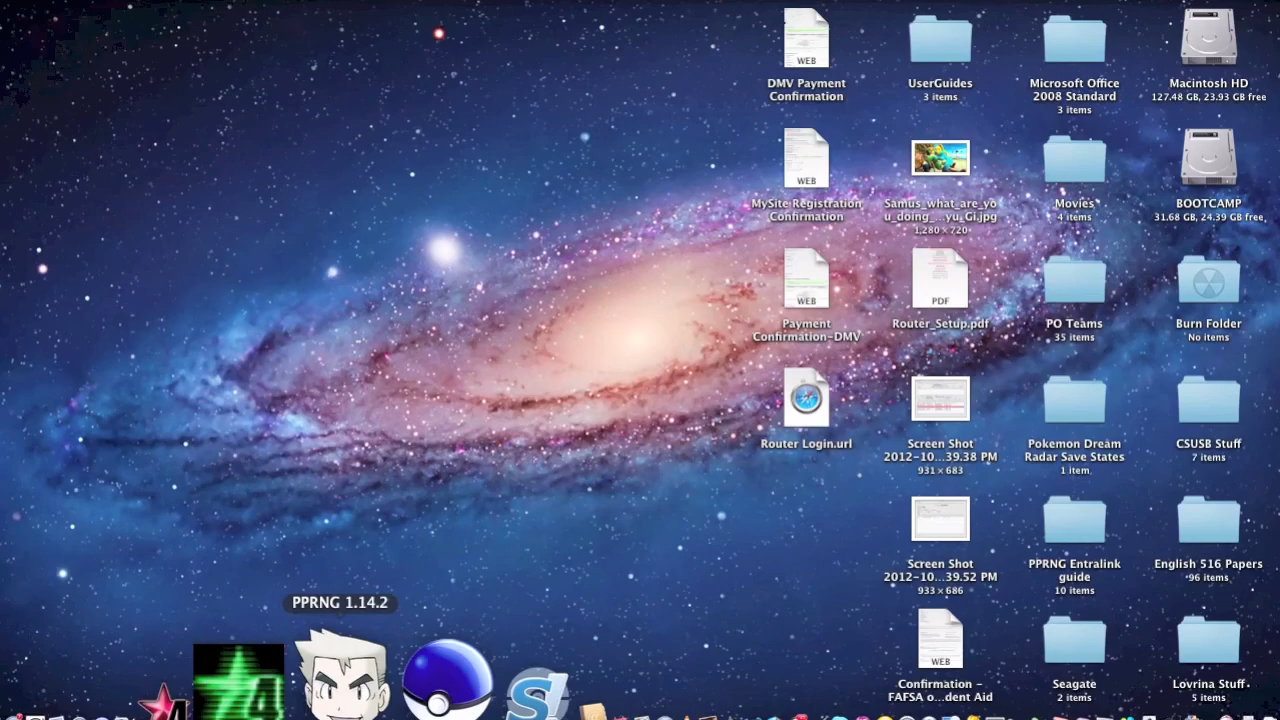 WEB
DMV Payment
Confirmation
UserGuides
3 items
Microsoft Office
2008 Standard
3 items
Macintosh HD
127.48 GB, 23.93 GB free
WEB
MySite Registration
Confirmation
Samus_what_are_yo
u_doing_...yu_Gi.jpg
1,280 × 720
Movies
4 items
BOOTCAMP
31.68 GB, 24.39 GB free
WEB
Payment
Confirmation-DMV
PDF
Router_Setup.pdf
PO Teams
35 items
Burn Folder
No items
Router Login.url
Screen Shot
2012-10...39.38 PM
931 × 683
Pokemon Dream
Radar Save States
1 item
CSUSB Stuff
7 items
Screen Shot
2012-10...39.52 PM
933 × 686
PPRNG Entralink
guide
10 items
English 516 Papers
96 items
PPRNG 1.14.2
WEB
Confirmation -
FAFSA o...dent Aid
Seagate
2 items
Lovrina Stuff
5 items
4
4
S